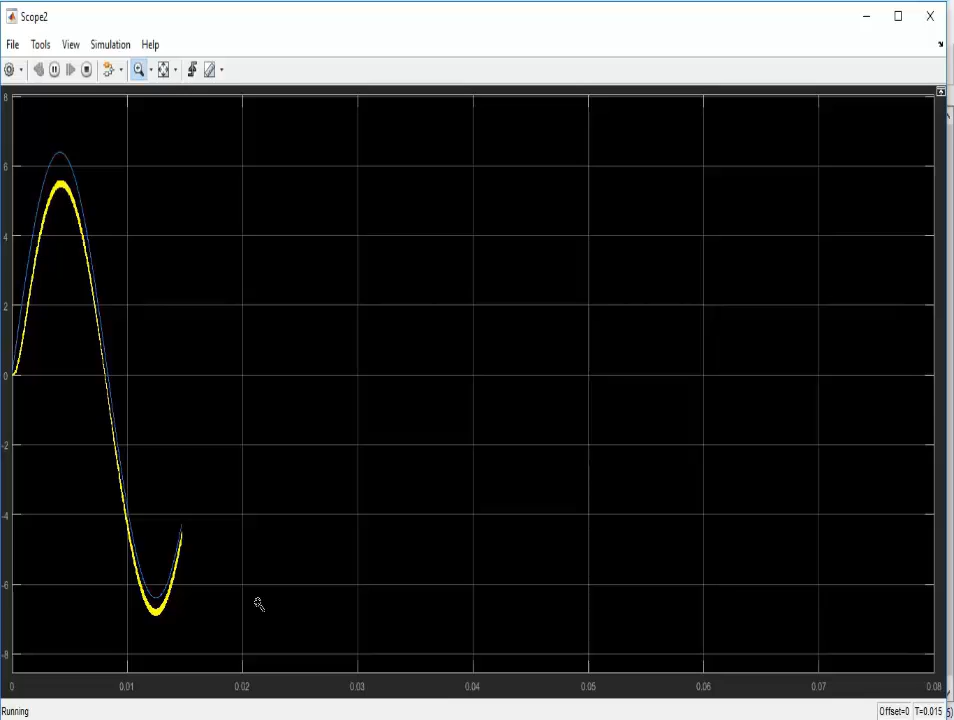 Scope2
File Tools View Simulation Help
8
6
4
2
0
-2
-4
-6
-8
0 0.01 0.02 0.03 0.04 0.05 0.06 0.07 0.08
Running Offset=0 T=0.015